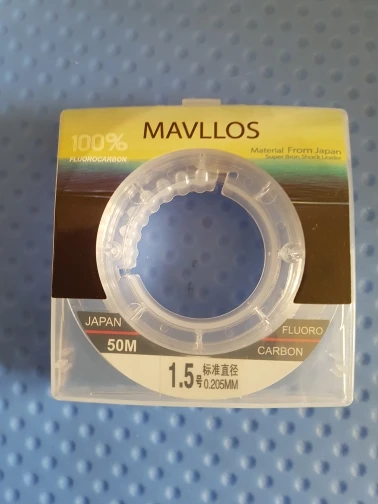 MAVLLOS
100%
FLUOROCARBON
Material From Japan
Super 8min Shock Leader
JAPAN
FLUORO
50M
CARBON
1.5号 标准直径
0.205MM